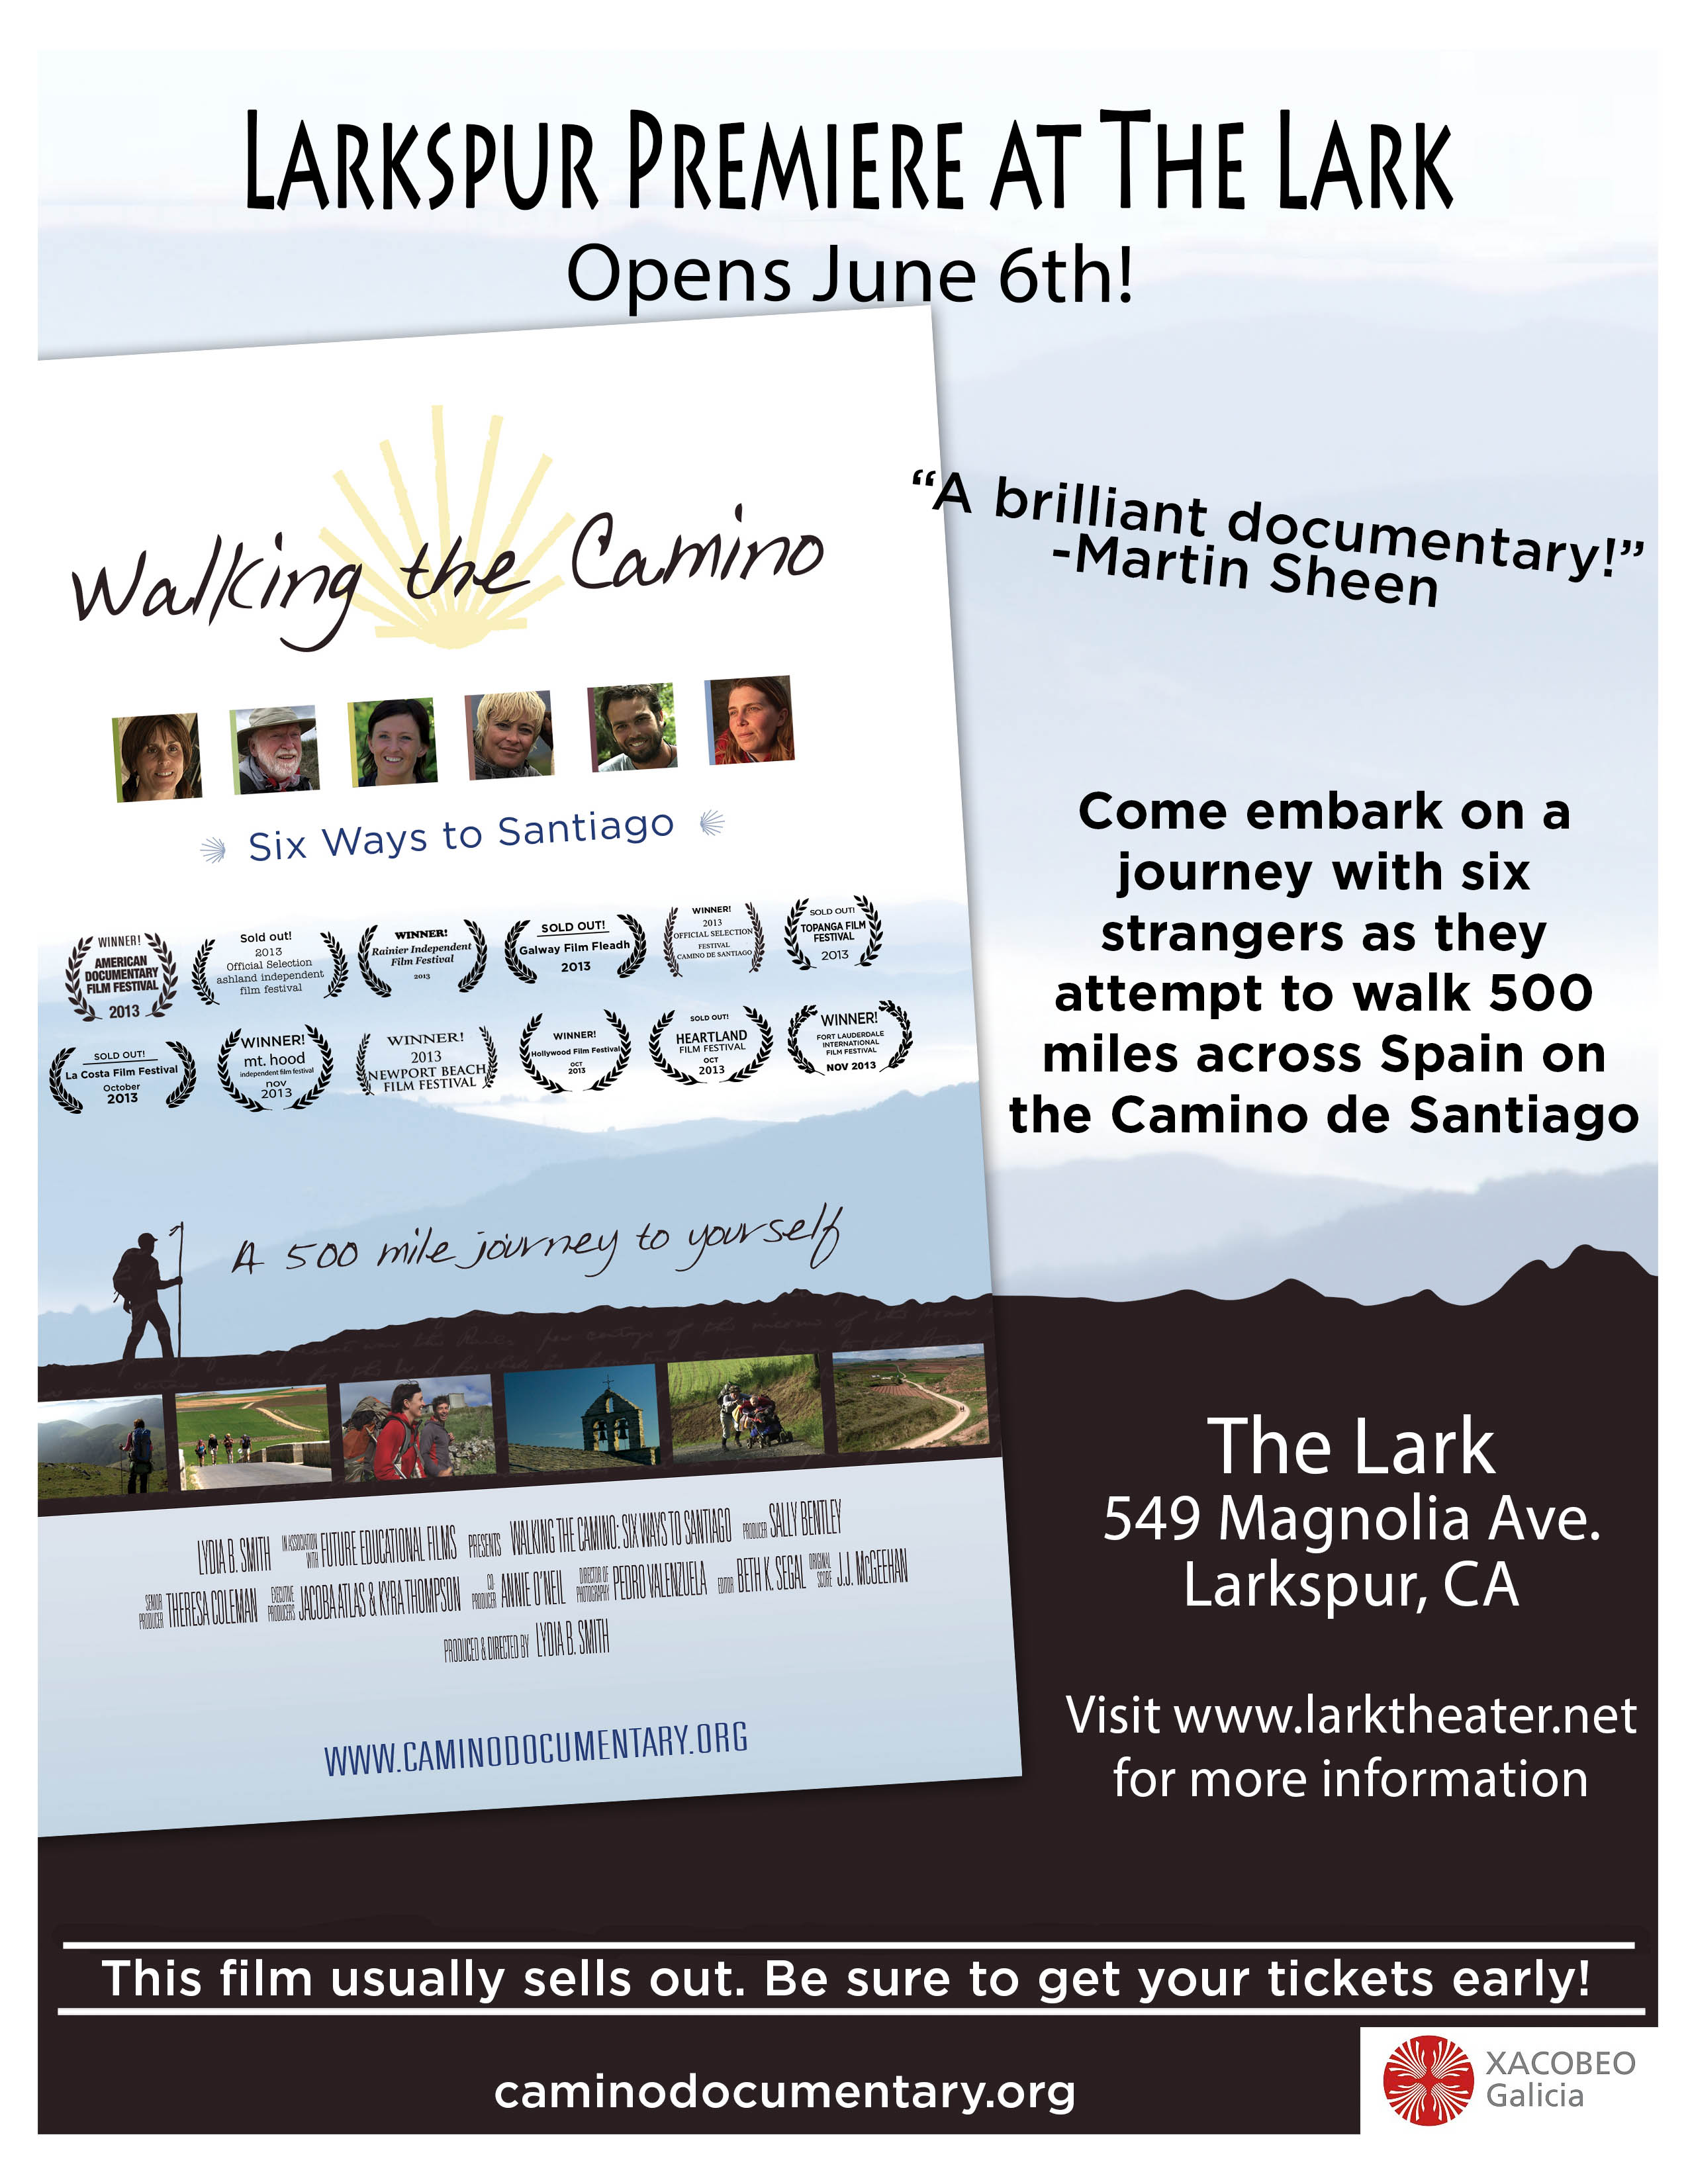 LARKSPUR PREMIERE AT THE LARK
Opens June 6th!
Walking the Camino
Six Ways to Santiago
WINNER!
AMERICAN
DOCUMENTARY
FILM FESTIVAL
2013
Sold out!
2013
Official Selection
ashland independent
film festival
WINNER!
Rainier Independent
Film Festival
2013
SOLD OUT!
Galway Film Fleadh
2013
WINNER!
2013
OFFICIAL SELECTION
FESTIVAL
CAMINO DE SANTIAGO
SOLD OUT!
TOPANGA FILM
FESTIVAL
2013
SOLD OUT!
La Costa Film Festival
October
2013
WINNER!
mt. hood
independent film festival
nov
2013
WINNER!
2013
NEWPORT BEACH
FILM FESTIVAL
WINNER!
Hollywood Film Festival
OCT
2013
SOLD OUT!
HEARTLAND
FILM FESTIVAL
OCT
2013
WINNER!
FORT LAUDERDALE
INTERNATIONAL
FILM FESTIVAL
NOV 2013
A 500 mile journey to yourself
LYDIA B. SMITH IN ASSOCIATION WITH FUTURE EDUCATIONAL FILMS PRESENTS WALKING THE CAMINO: SIX WAYS TO SANTIAGO PRODUCER SALLY BENTLEY
SENIOR PRODUCER THERESA COLEMAN EXECUTIVE PRODUCERS JACOBA ATLAS & KYRA THOMPSON CO-PRODUCER ANNIE O'NEIL DIRECTOR OF PHOTOGRAPHY PEDRO VALENZUELA EDITOR BETH K. SEGAL ORIGINAL SCORE J.J. McGEEHAN
PRODUCED & DIRECTED BY LYDIA B. SMITH
WWW.CAMINODOCUMENTARY.ORG
“A brilliant documentary!”
-Martin Sheen
Come embark on a
journey with six
strangers as they
attempt to walk 500
miles across Spain on
the Camino de Santiago
The Lark
549 Magnolia Ave.
Larkspur, CA
Visit www.larktheater.net
for more information
This film usually sells out. Be sure to get your tickets early!
caminodocumentary.org
XACOBEO
Galicia